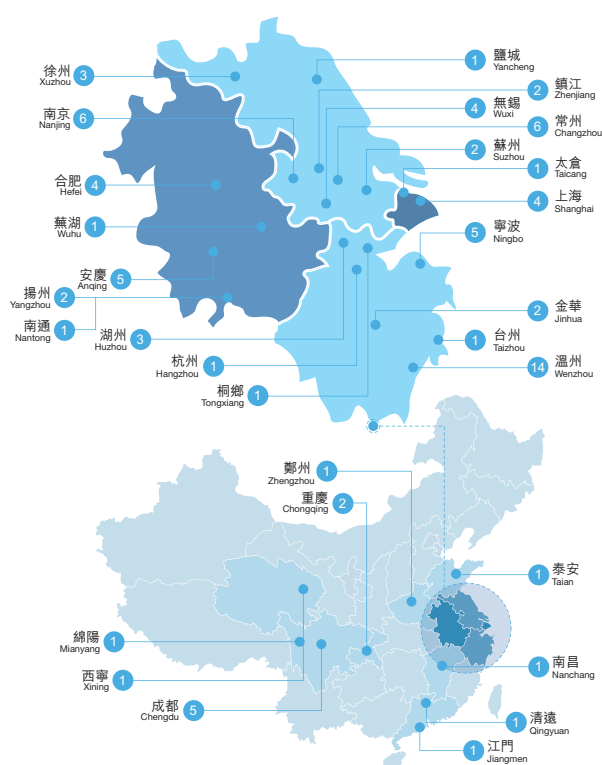 徐州
Xuzhou
3
1
鹽城
Yancheng
2
鎮江
Zhenjiang
南京
Nanjing
6
4
無錫
Wuxi
6
常州
Changzhou
2
蘇州
Suzhou
1
太倉
Taicang
合肥
Hefei
4
4
上海
Shanghai
蕪湖
Wuhu
1
5
寧波
Ningbo
安慶
Anqing
5
揚州
Yangzhou
2
2
金華
Jinhua
南通
Nantong
1
湖州
Huzhou
3
1
台州
Taizhou
杭州
Hangzhou
1
14
溫州
Wenzhou
桐鄉
Tongxiang
1
鄭州
Zhengzhou
1
重慶
Chongqing
2
1
泰安
Taian
綿陽
Mianyang
1
1
南昌
Nanchang
西寧
Xining
1
成都
Chengdu
5
1
清遠
Qingyuan
1
江門
Jiangmen